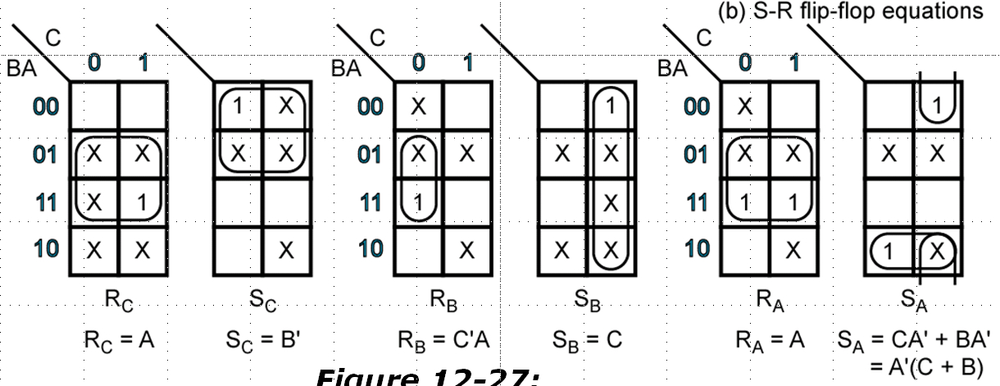 (b) S-R flip-flop equations
C C C
BA 0 1 BA 0 1 BA 0 1
00 1 X 00 X 1 00 X 1
01 X X X X 01 X X X X 01 X X X X
11 X 1 11 1 X 11 1 1
10 X X X 10 X X X 10 X 1 X
R_C S_C R_B S_B R_A S_A
R_C = A S_C = B' R_B = C'A S_B = C R_A = A S_A = CA' + BA'
= A'(C + B)
Figure 12-27: